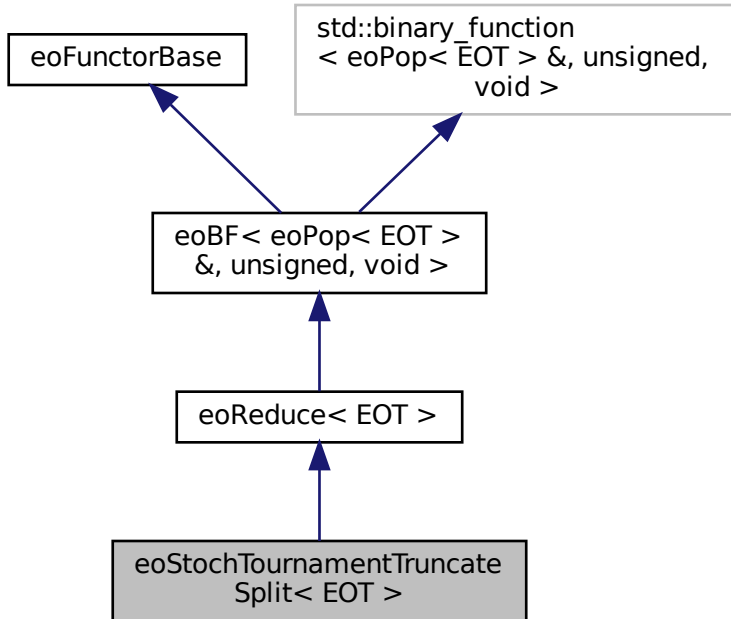 eoFunctorBase
std::binary_function
< eoPop< EOT > &, unsigned,
void >
eoBF< eoPop< EOT >
&, unsigned, void >
eoReduce< EOT >
eoStochTournamentTruncate
Split< EOT >